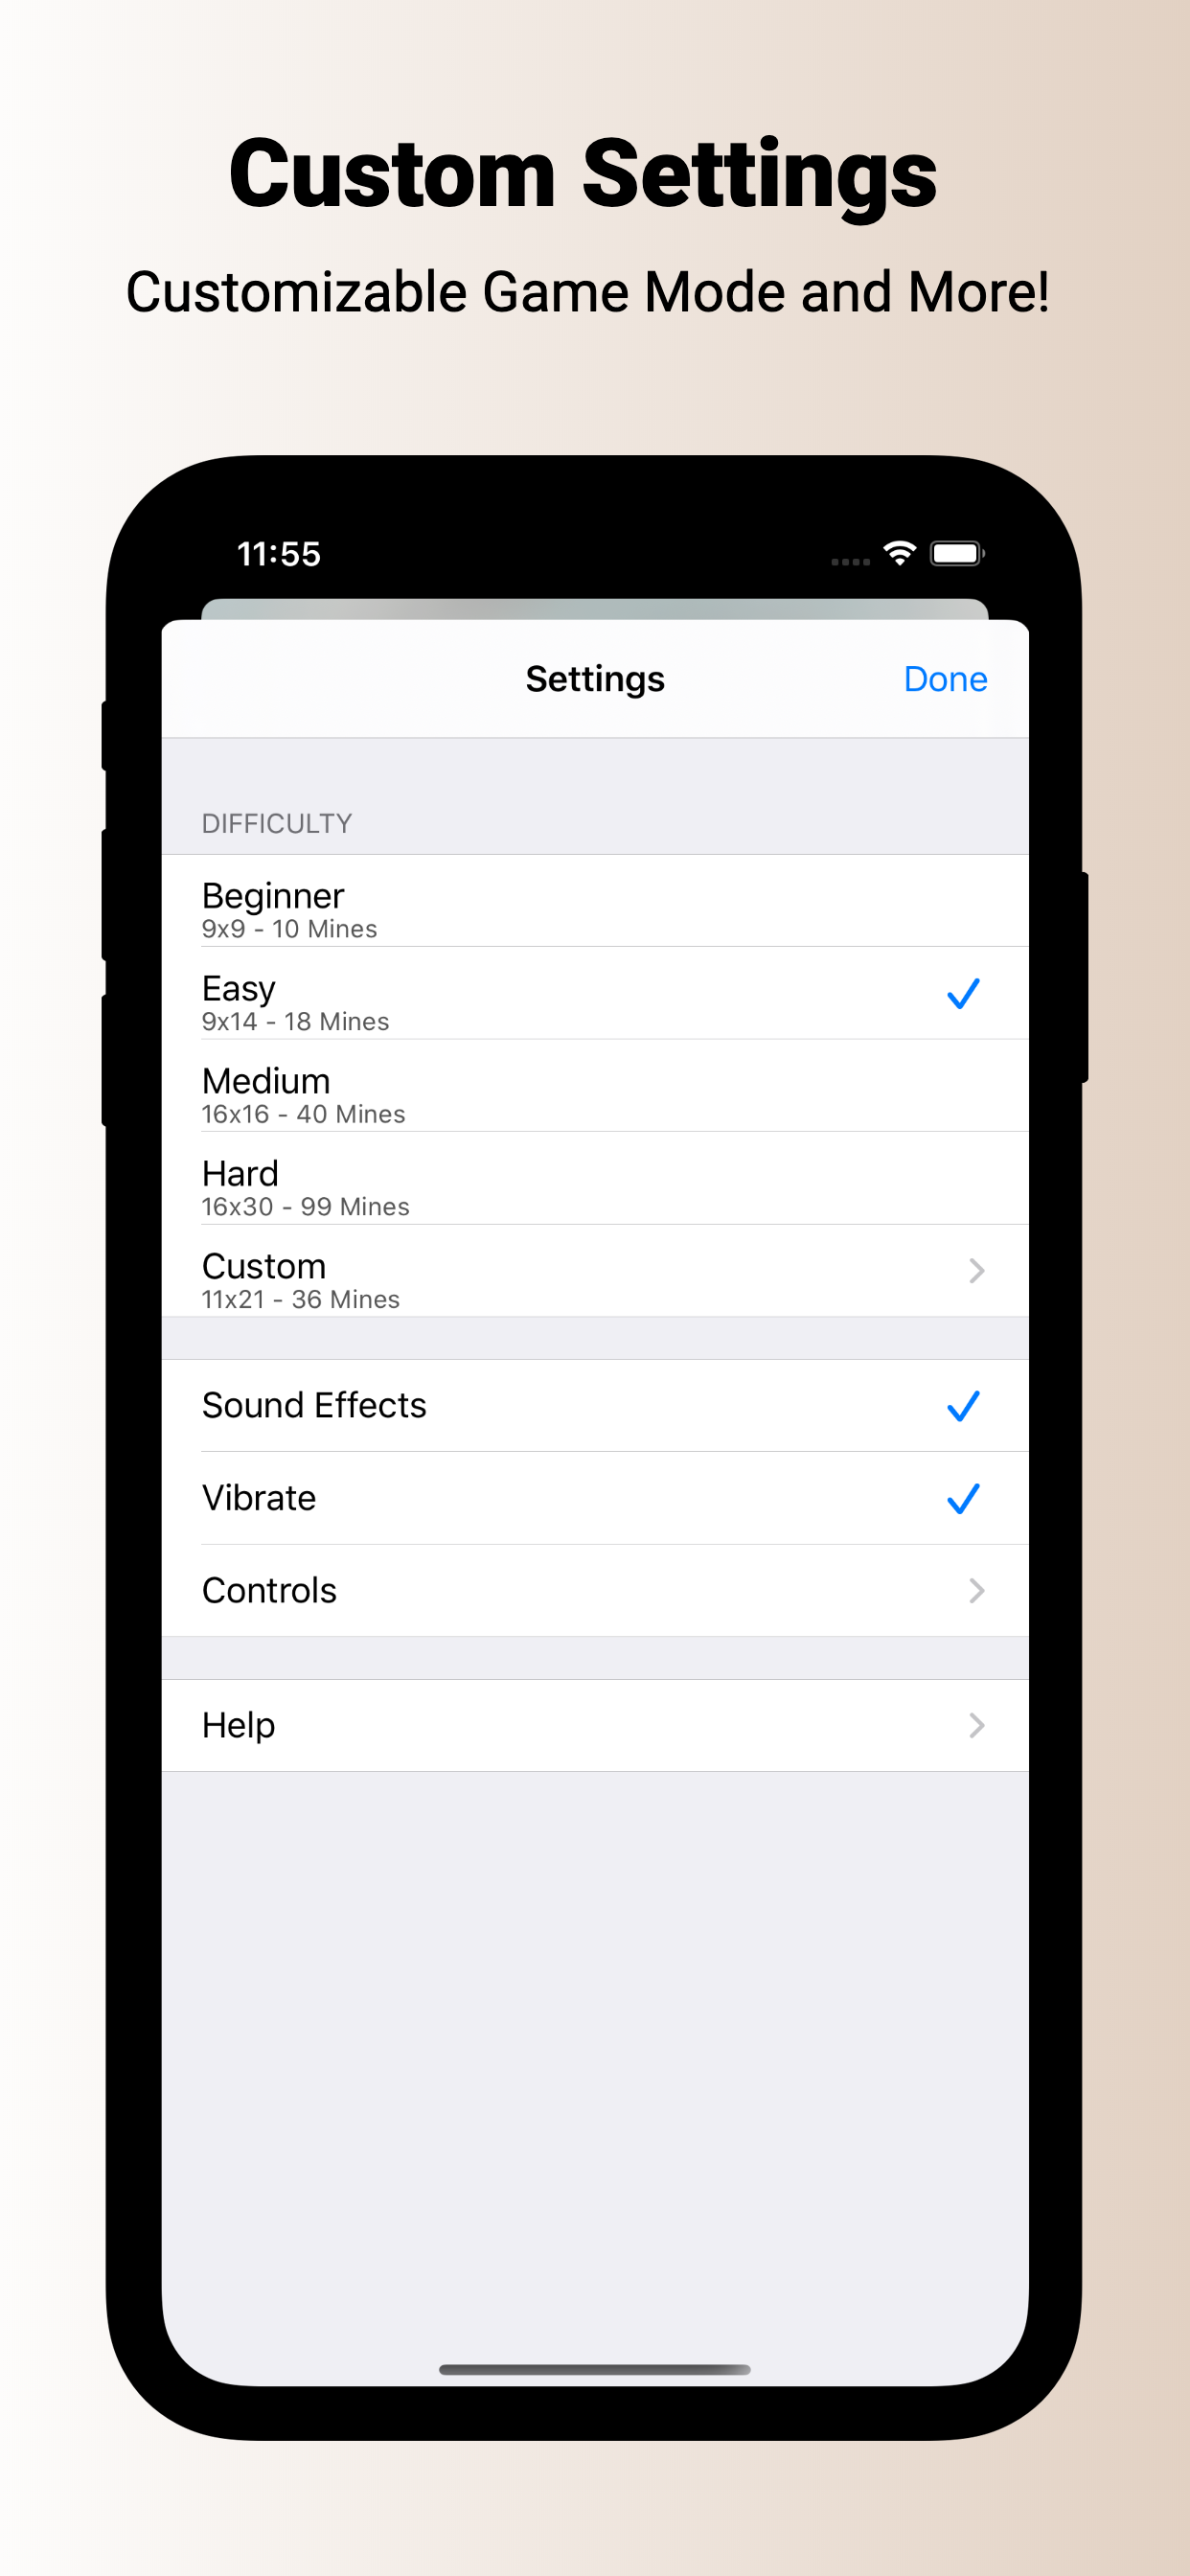 Custom Settings
Customizable Game Mode and More!
11:55
Settings
Done
DIFFICULTY
Beginner
9x9 - 10 Mines
Easy
9x14 - 18 Mines
Medium
16x16 - 40 Mines
Hard
16x30 - 99 Mines
Custom
11x21 - 36 Mines
Sound Effects
Vibrate
Controls
Help